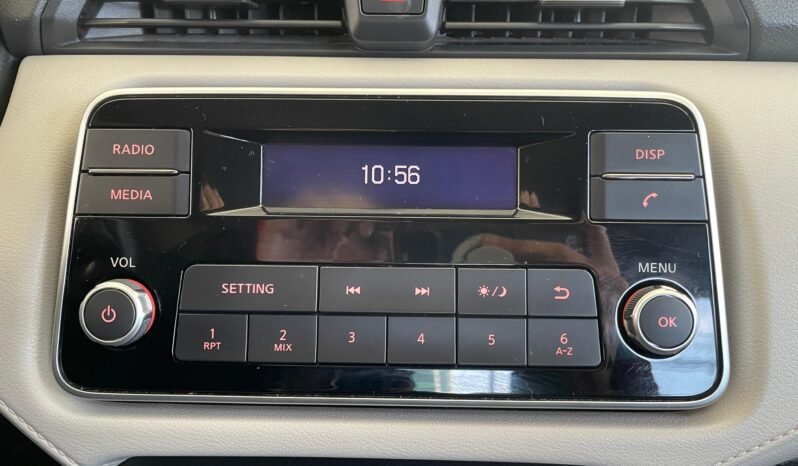 RADIO
MEDIA
10:56
DISP
VOL
MENU
SETTING
OK
1 2 3 4 5 6
RPT MIX A-Z